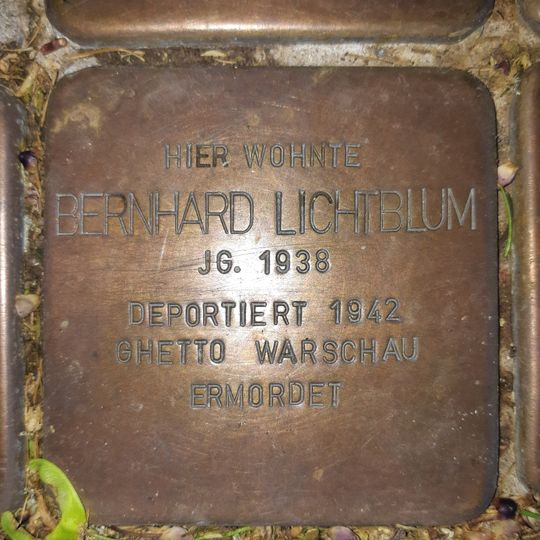 HIER WOHNTE
BERNHARD LICHTBLUM
JG. 1938
DEPORTIERT 1942
GHETTO WARSCHAU
ERMORDET